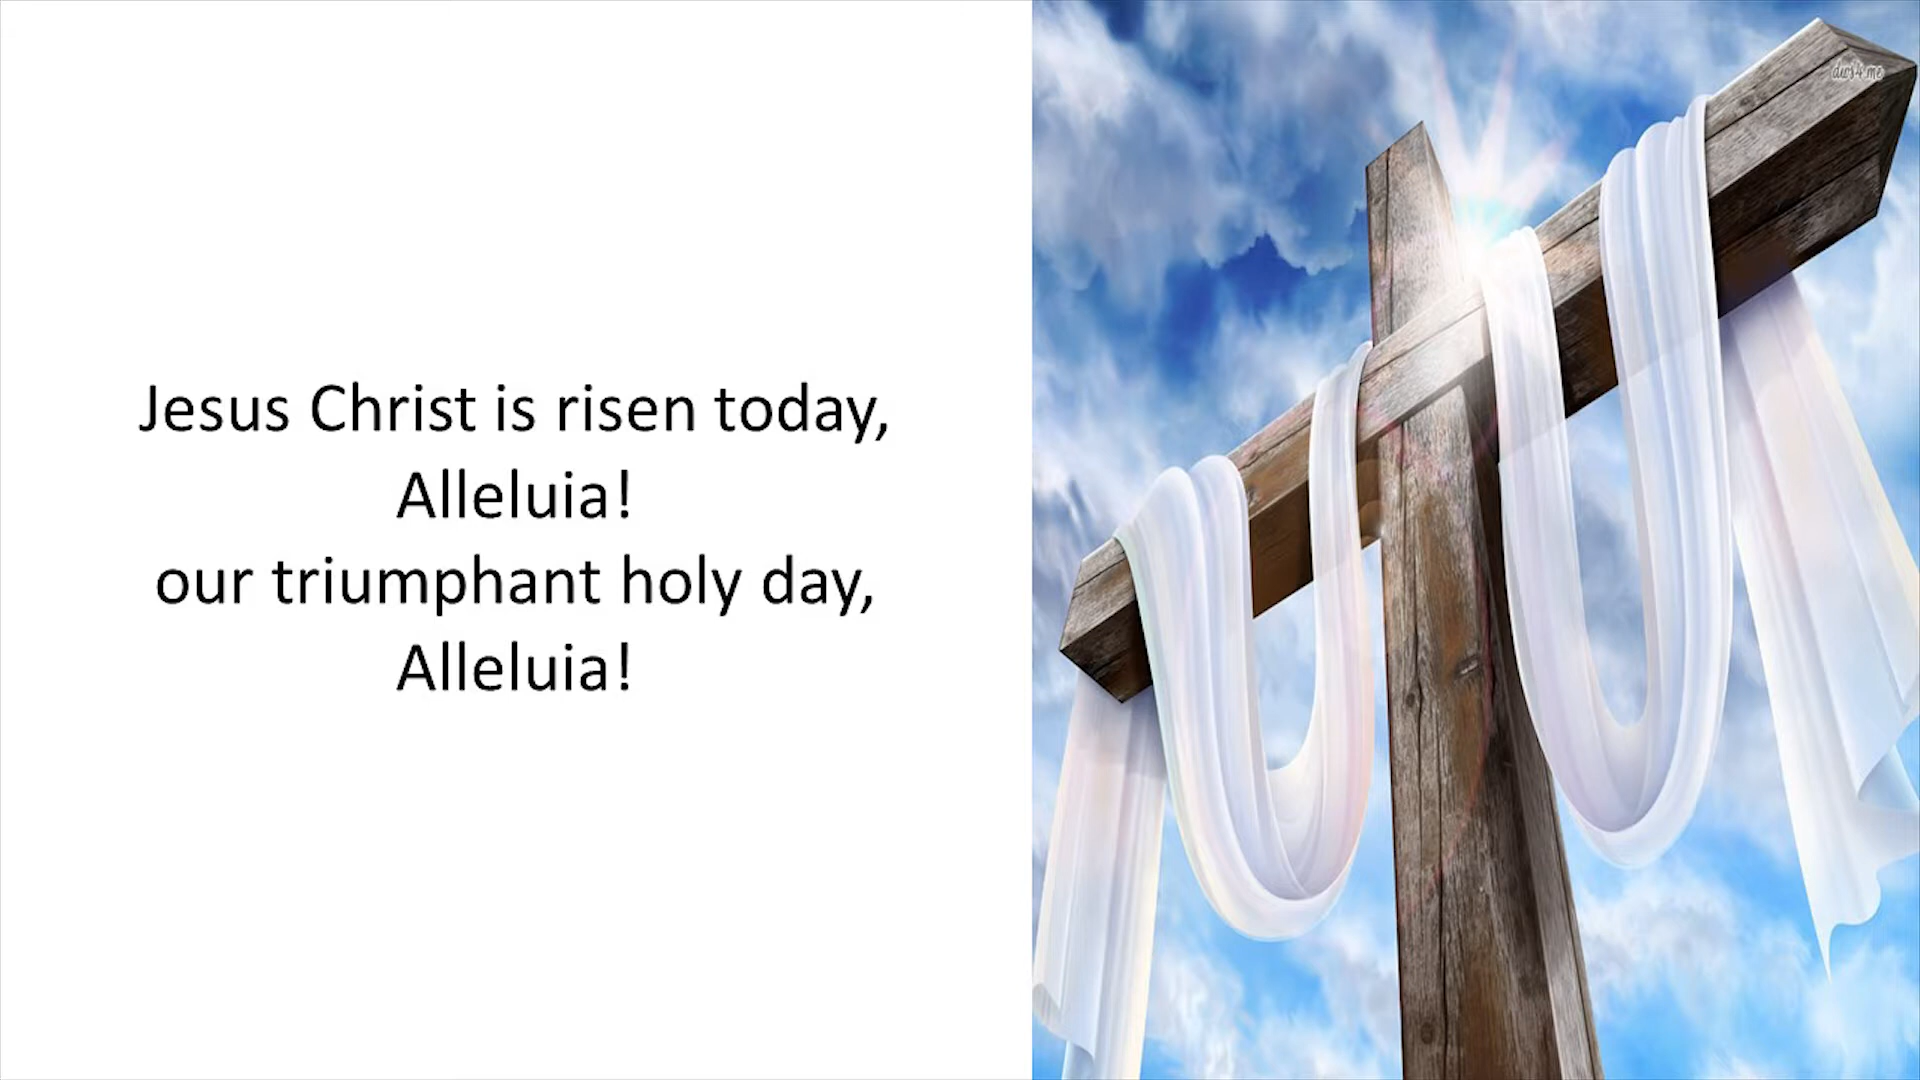 Jesus Christ is risen today,
Alleluia!
our triumphant holy day,
Alleluia!